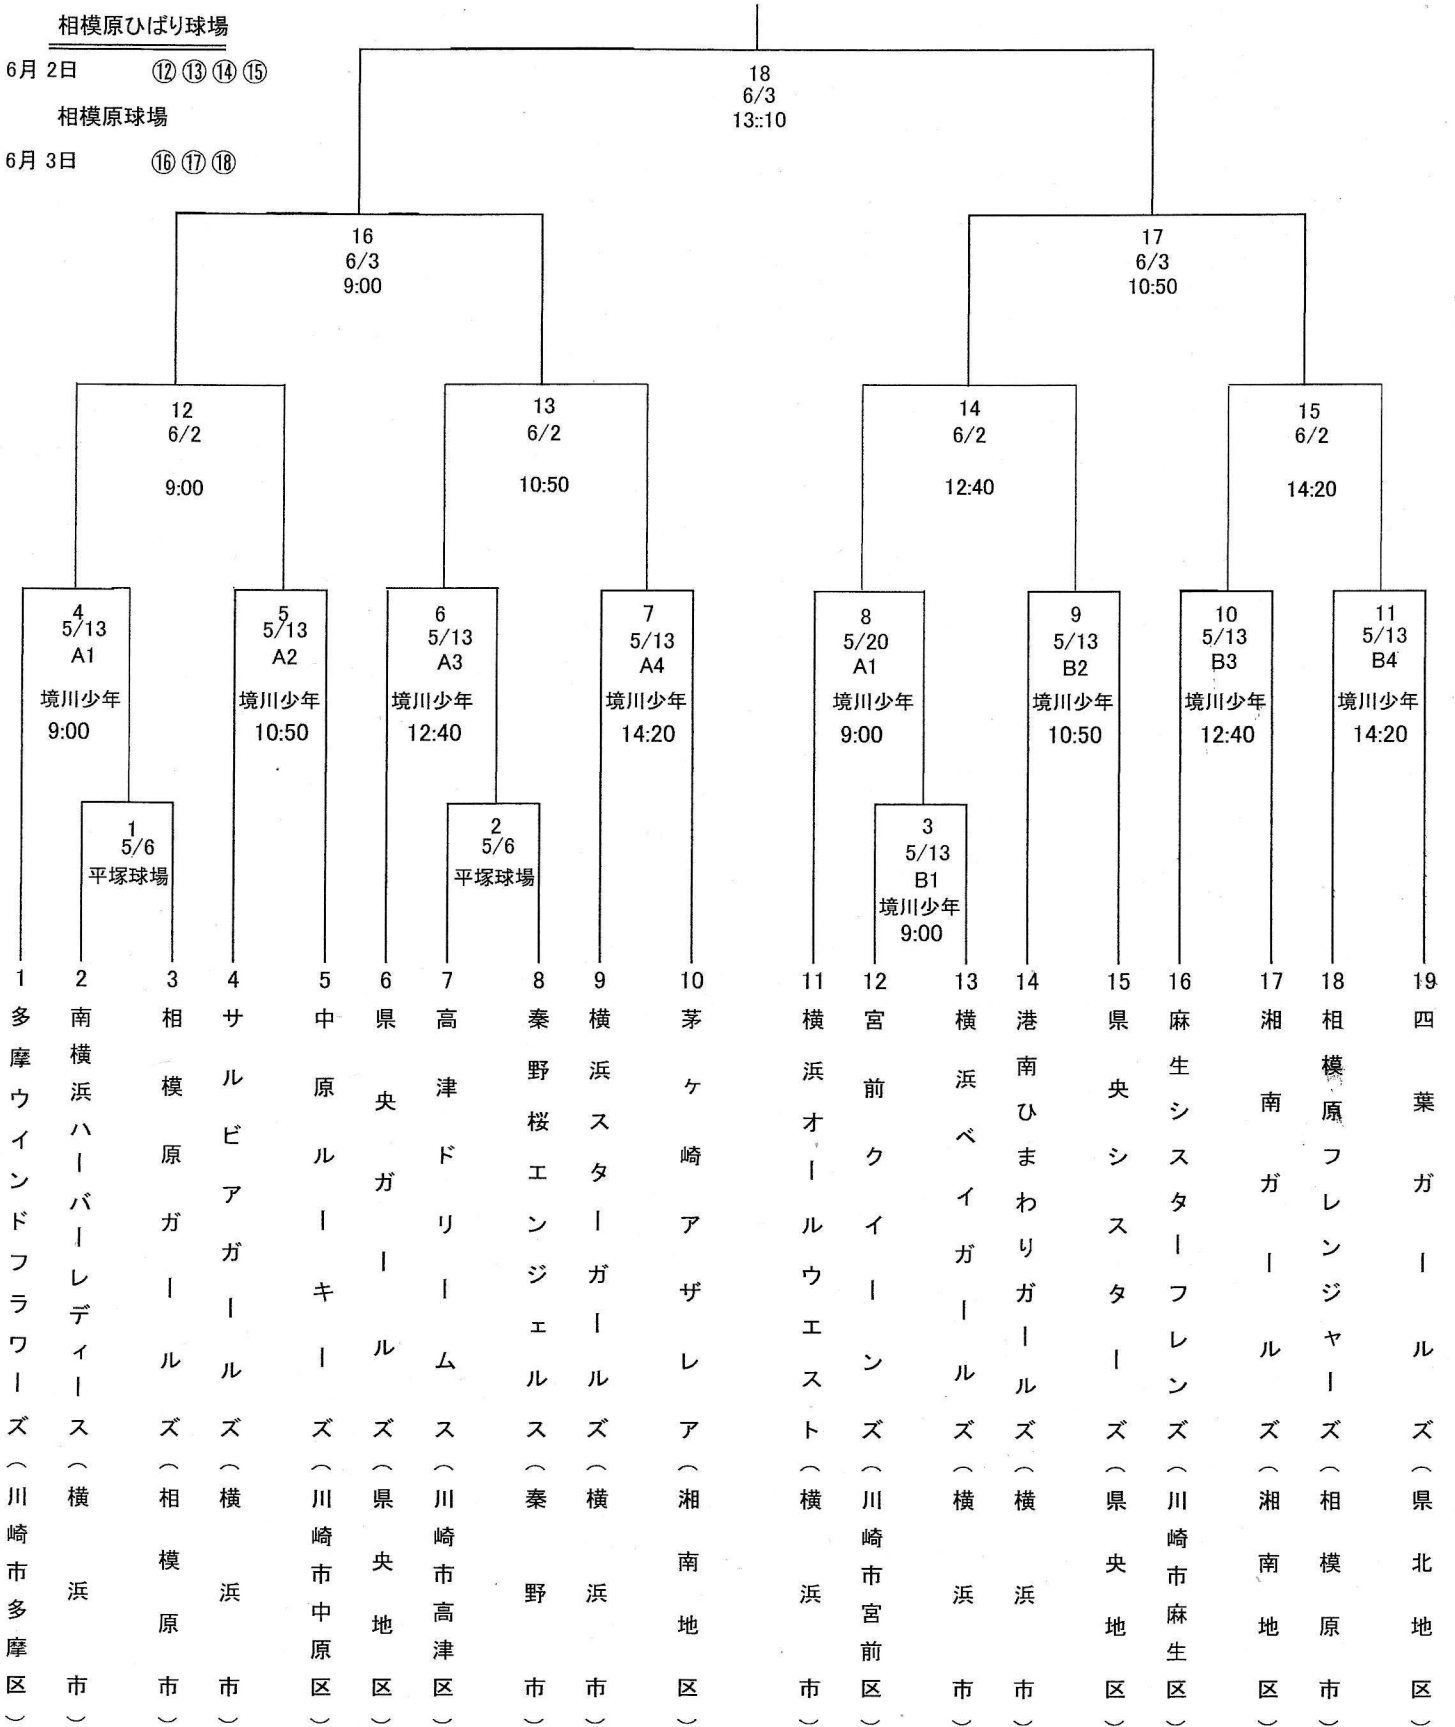 相模原ひばり球場
6月 2日 ⑫⑬⑭⑮
相模原球場
6月 3日 ⑯⑰⑱
18
6/3
13::10
16
6/3
9:00
17
6/3
10:50
12
6/2
9:00
13
6/2
10:50
14
6/2
12:40
15
6/2
14:20
4
5/13
A1
境川少年
9:00
5
5/13
A2
境川少年
10:50
6
5/13
A3
境川少年
12:40
7
5/13
A4
境川少年
14:20
8
5/20
A1
境川少年
9:00
9
5/13
B2
境川少年
10:50
10
5/13
B3
境川少年
12:40
11
5/13
B4
境川少年
14:20
1
5/6
平塚球場
2
5/6
平塚球場
3
5/13
B1
境川少年
9:00
1 多摩ウインドフラワーズ(川崎市多摩区)
2 南横浜ハーバーレディース(横浜市)
3 相模原ガールズ(相模原市)
4 サルビアガールズ(横浜市)
5 中原ルーキーズ(川崎市中原区)
6 県央ガールズ(県央地区)
7 高津ドリームス(川崎市高津区)
8 秦野桜エンジェルス(秦野市)
9 横浜スターガールズ(横浜市)
10 茅ヶ崎アザレア(湘南地区)
11 横浜オールウエスト(横浜市)
12 宮前クイーンズ(川崎市宮前区)
13 横浜ベイガールズ(横浜市)
14 港南ひまわりガールズ(横浜市)
15 県央シスターズ(県央地区)
16 麻生シスターフレンズ(川崎市麻生区)
17 湘南ガールズ(湘南地区)
18 相模原フレンジャーズ(相模原市)
19 四葉ガールズ(県北地区)